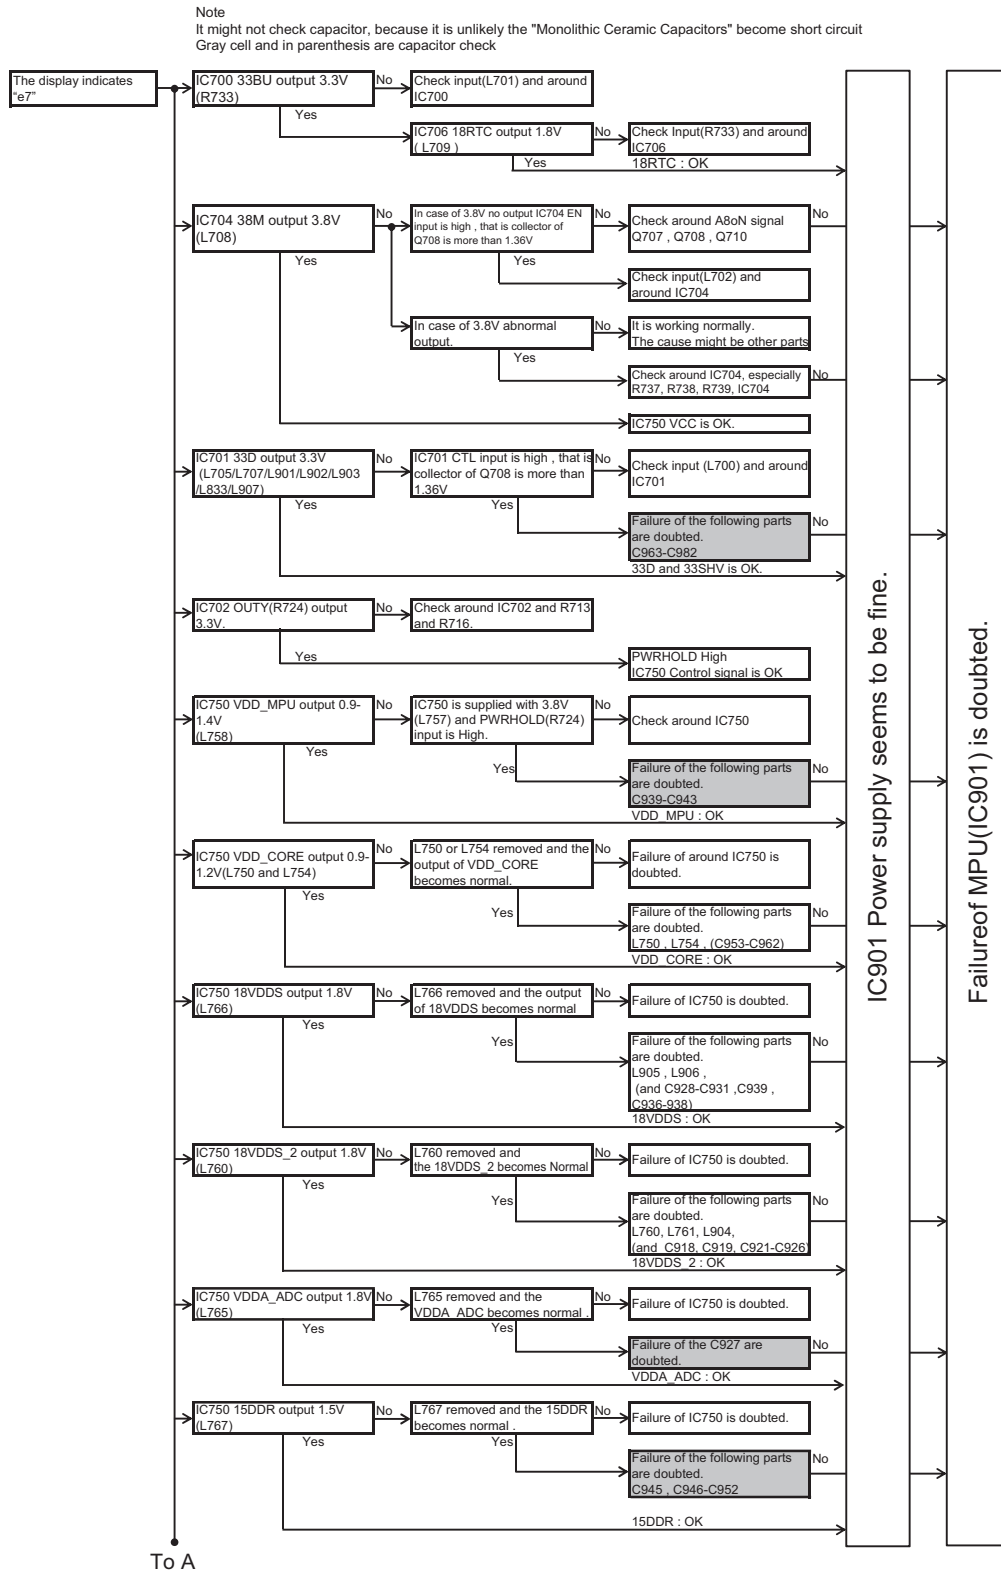 Note
It might not check capacitor, because it is unlikely the "Monolithic Ceramic Capacitors" become short circuit
Gray cell and in parenthesis are capacitor check
The display indicates
“e7”
IC700 33BU output 3.3V
(R733)
No
Check input(L701) and around
IC700
Yes
IC706 18RTC output 1.8V
( L709 )
No
Check Input(R733) and around
IC706
Yes
18RTC : OK
IC704 38M output 3.8V
(L708)
No
In case of 3.8V no output IC704 EN
input is high , that is collector of
Q708 is more than 1.36V
No
Check around A8oN signal
Q707 , Q708 , Q710
No
Yes
Yes
Check input(L702) and
around IC704
In case of 3.8V abnormal
output.
No
It is working normally.
The cause might be other parts
Yes
Check around IC704, especially
R737, R738, R739, IC704
No
IC750 VCC is OK.
IC701 33D output 3.3V
(L705/L707/L901/L902/L903
/L833/L907)
No
IC701 CTL input is high , that is
collector of Q708 is more than
1.36V
No
Check input (L700) and around
IC701
Yes
Yes
Failure of the following parts
are doubted.
C963-C982
No
33D and 33SHV is OK.
IC702 OUTY(R724) output
3.3V.
No
Check around IC702 and R713
and R716.
Yes
PWRHOLD High
IC750 Control signal is OK
IC750 VDD_MPU output 0.9-
1.4V
(L758)
No
IC750 is supplied with 3.8V
(L757) and PWRHOLD(R724)
input is High.
No
Check around IC750
Yes
Yes
Failure of the following parts
are doubted.
C939-C943
No
VDD_MPU : OK
IC750 VDD_CORE output 0.9-
1.2V(L750 and L754)
No
L750 or L754 removed and the
output of VDD_CORE
becomes normal.
No
Failure of around IC750 is
doubted.
Yes
Yes
Failure of the following parts
are doubted.
L750 , L754 , (C953-C962)
No
VDD_CORE : OK
IC750 18VDDS output 1.8V
(L766)
No
L766 removed and the output
of 18VDDS becomes normal
No
Failure of IC750 is doubted.
Yes
Yes
Failure of the following parts
are doubted.
L905 , L906 ,
(and C928-C931 ,C939 ,
C936-938)
No
18VDDS : OK
IC750 18VDDS_2 output 1.8V
(L760)
No
L760 removed and
the 18VDDS_2 becomes Normal
No
Failure of IC750 is doubted.
Yes
Yes
Failure of the following parts
are doubted.
L760, L761, L904,
(and C918, C919, C921-C926)
No
18VDDS_2 : OK
IC750 VDDA_ADC output 1.8V
(L765)
No
L765 removed and the
VDDA_ADC becomes normal .
No
Failure of IC750 is doubted.
Yes
Yes
Failure of the C927 are
doubted.
No
VDDA_ADC : OK
IC750 15DDR output 1.5V
(L767)
No
L767 removed and the 15DDR
becomes normal .
No
Failure of IC750 is doubted.
Yes
Yes
Failure of the following parts
are doubted.
C945 , C946-C952
No
15DDR : OK
To A
IC901 Power supply seems to be fine.
Failureof MPU(IC901) is doubted.